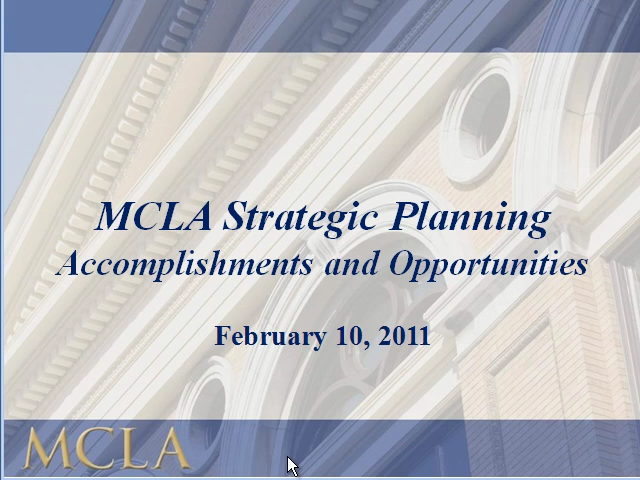 MCLA Strategic Planning
Accomplishments and Opportunities
February 10, 2011
MCLA